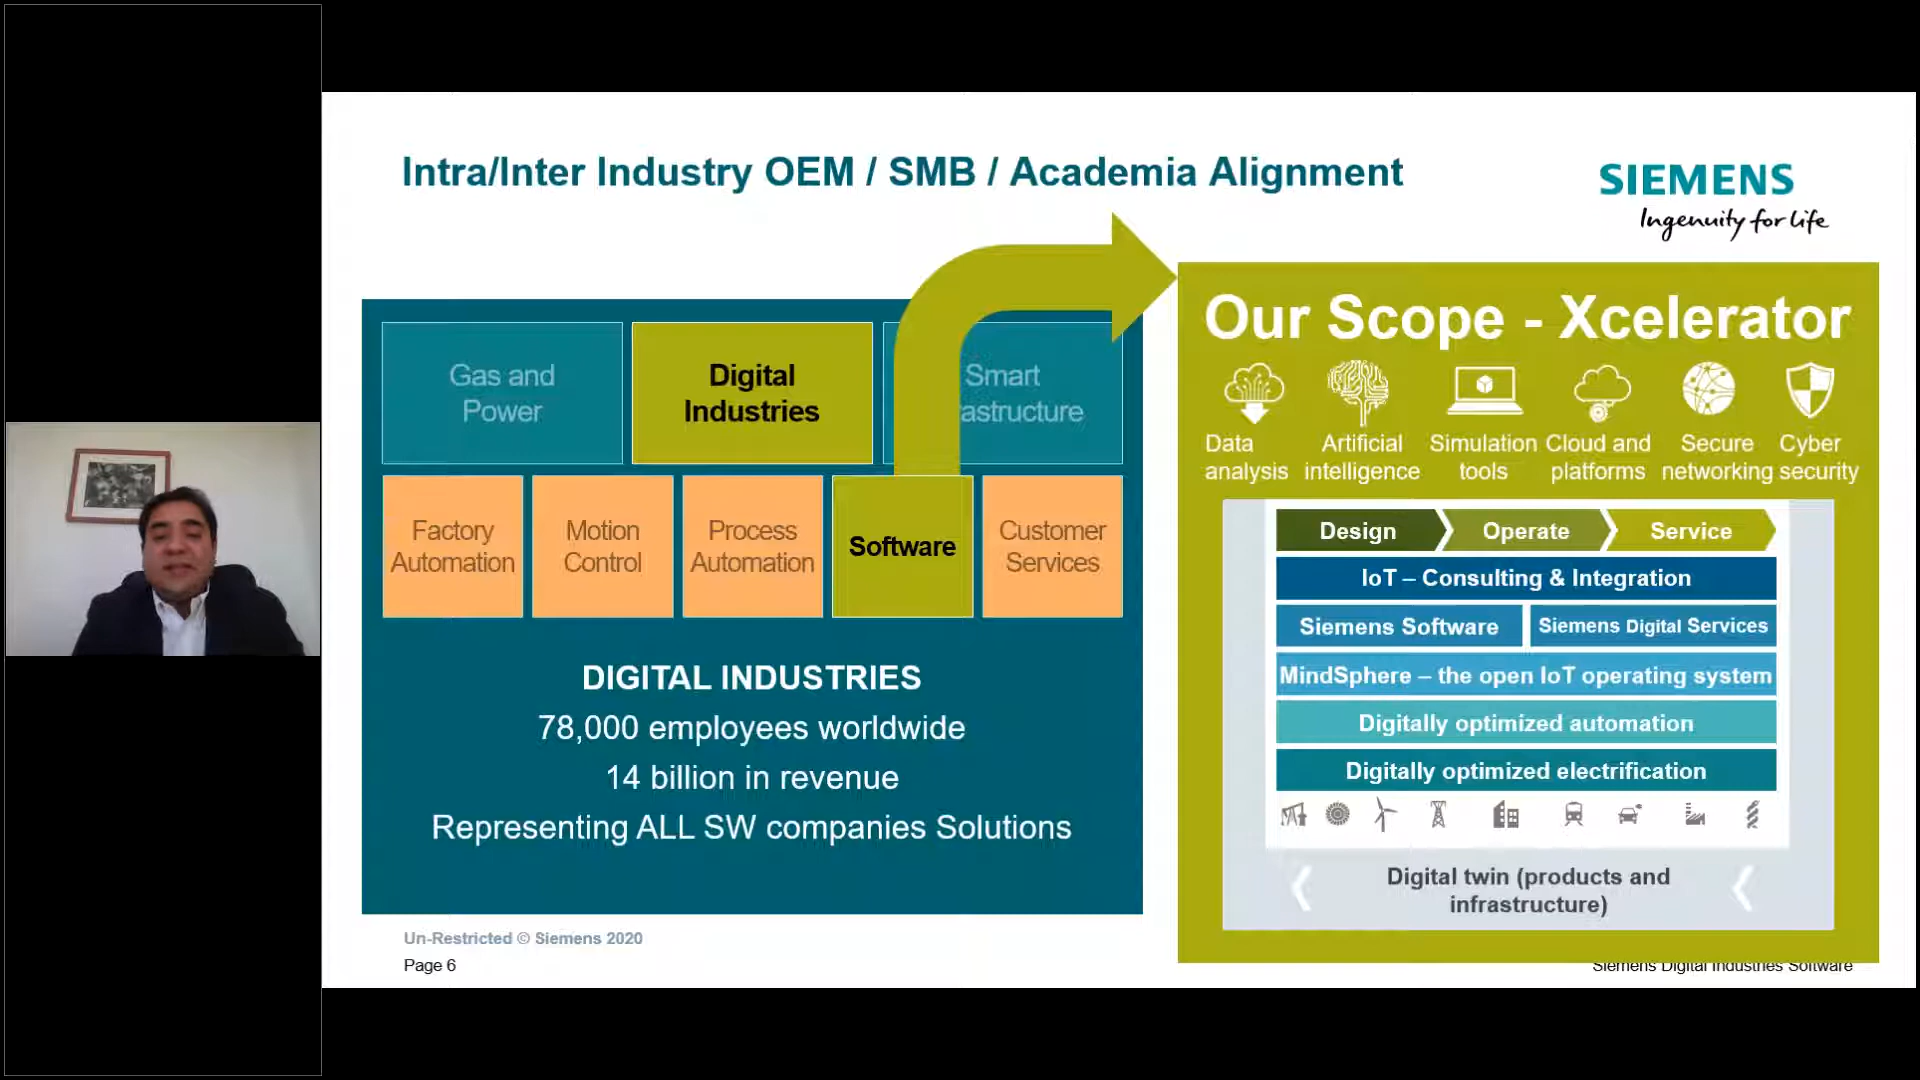 Intra/Inter Industry OEM / SMB / Academia Alignment
SIEMENS
Ingenuity for life
Gas and
Power
Digital
Industries
Smart
astructure
Factory
Automation
Motion
Control
Process
Automation
Software
Customer
Services
DIGITAL INDUSTRIES
78,000 employees worldwide
14 billion in revenue
Representing ALL SW companies Solutions
Our Scope - Xcelerator
Data
analysis
Artificial
intelligence
Simulation
tools
Cloud and
platforms
Secure
networking
Cyber
security
Design
Operate
Service
IoT – Consulting & Integration
Siemens Software
Siemens Digital Services
MindSphere – the open IoT operating system
Digitally optimized automation
Digitally optimized electrification
Digital twin (products and
infrastructure)
Un-Restricted © Siemens 2020
Page 6
Siemens Digital Industries Software